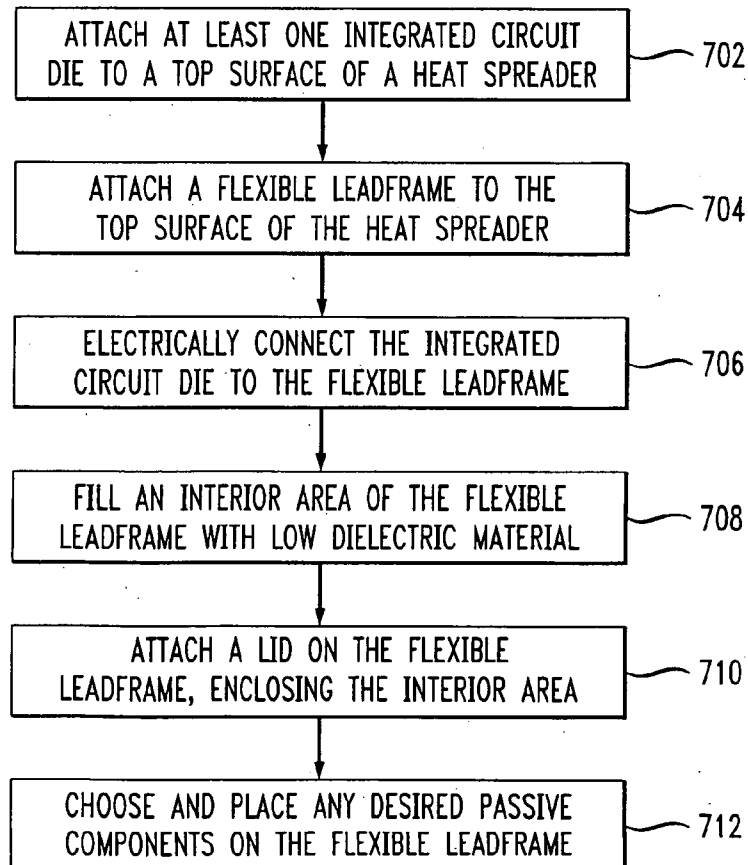 ATTACH AT LEAST ONE INTEGRATED CIRCUIT
DIE TO A TOP SURFACE OF A HEAT SPREADER
702
ATTACH A FLEXIBLE LEADFRAME TO THE
TOP SURFACE OF THE HEAT SPREADER
704
ELECTRICALLY CONNECT THE INTEGRATED
CIRCUIT DIE TO THE FLEXIBLE LEADFRAME
706
FILL AN INTERIOR AREA OF THE FLEXIBLE
LEADFRAME WITH LOW DIELECTRIC MATERIAL
708
ATTACH A LID ON THE FLEXIBLE
LEADFRAME, ENCLOSING THE INTERIOR AREA
710
CHOOSE AND PLACE ANY DESIRED PASSIVE
COMPONENTS ON THE FLEXIBLE LEADFRAME
712